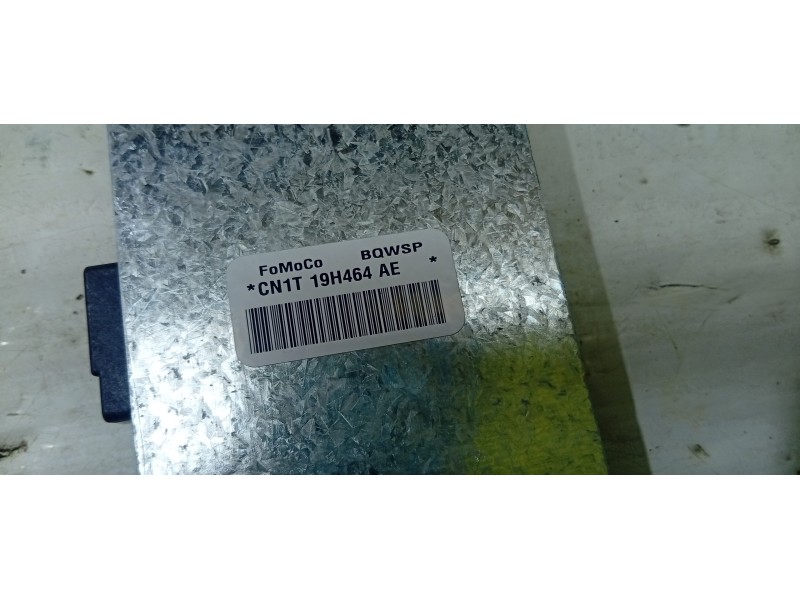 FoMoCo BQWSP
*CN1T 19H464 AE *